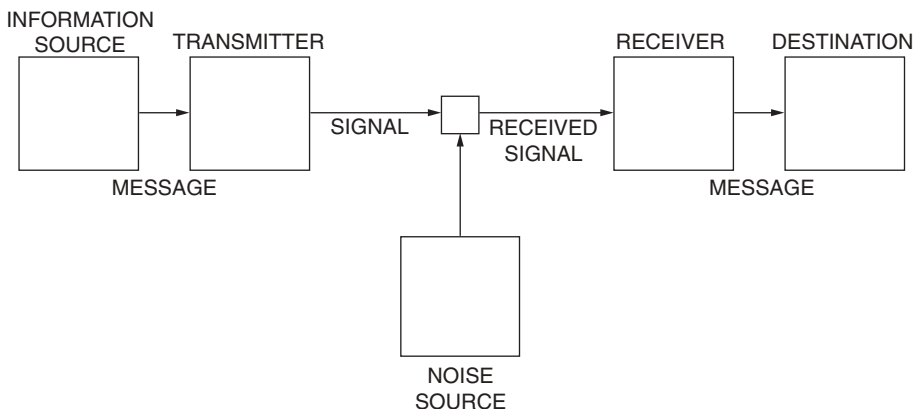 INFORMATION
SOURCE
TRANSMITTER
RECEIVER
DESTINATION
SIGNAL
RECEIVED
SIGNAL
MESSAGE
MESSAGE
NOISE
SOURCE